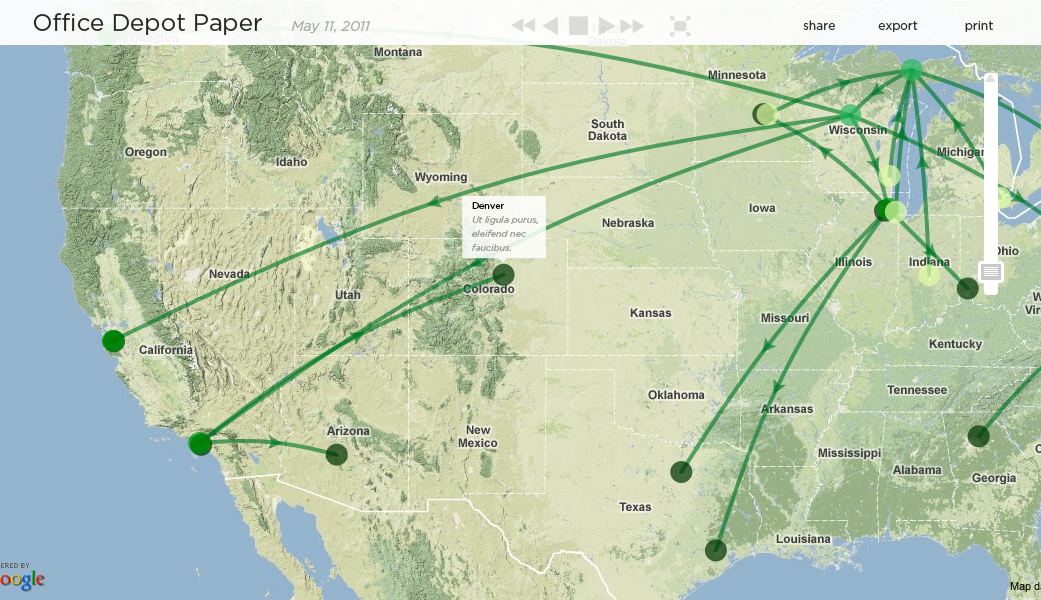 Office Depot Paper
May 11, 2011
share
export
print
Montana
Minnesota
South
Dakota
Wisconsin
Oregon
Idaho
Michigan
Wyoming
Denver
Ut ligula purus,
eleifend nec
faucibus.
Iowa
Nebraska
Ohio
Illinois
Indiana
Nevada
Colorado
Utah
Kansas
Missouri
W
Vir
California
Kentucky
Oklahoma
Tennessee
Arkansas
Arizona
New
Mexico
Mississippi
Alabama
Georgia
Texas
Louisiana
ERED BY
oogle
Map d